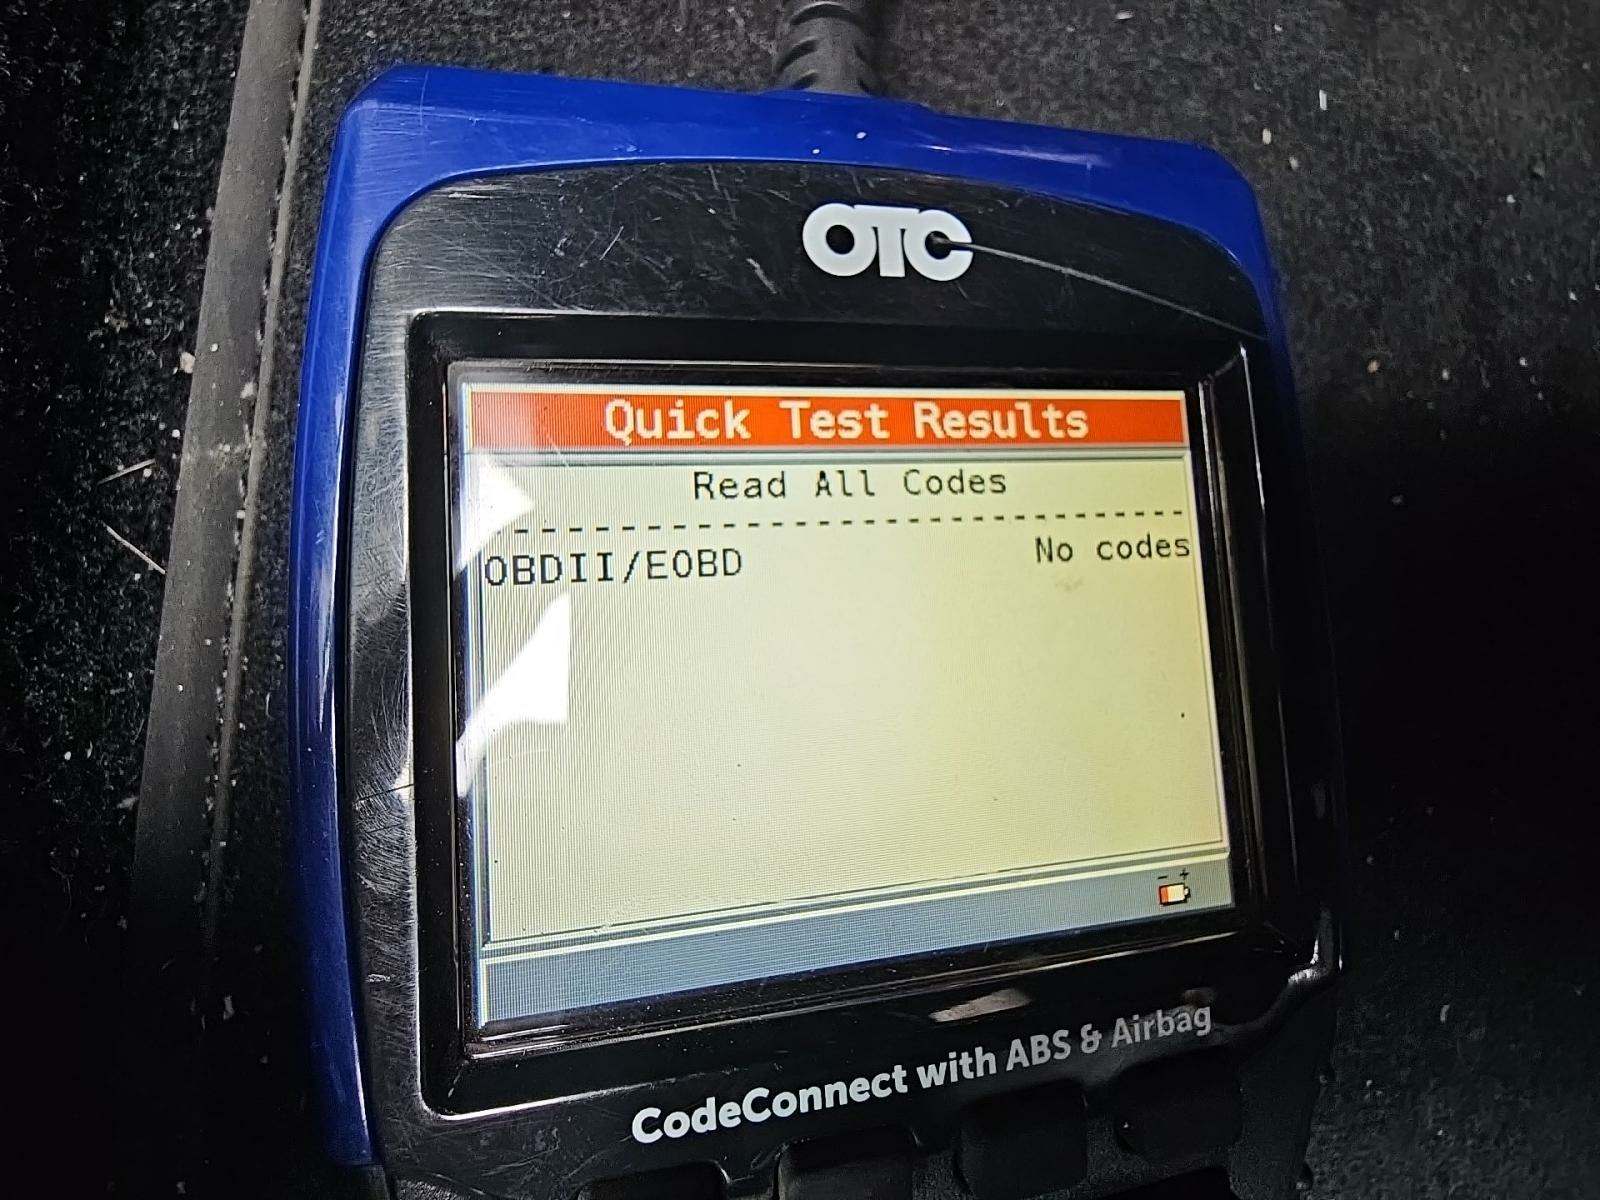 OTC
Quick Test Results
Read All Codes
OBDII/EOBD No codes
CodeConnect with ABS & Airbag